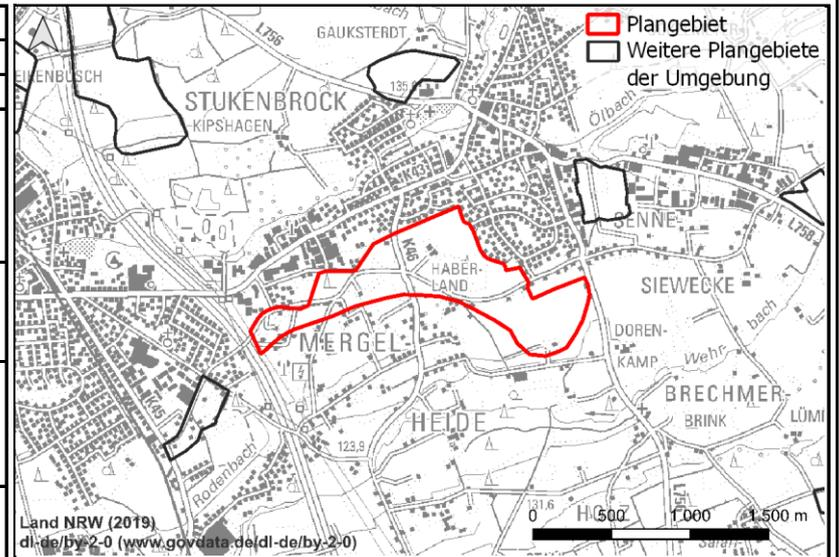 Plangebiet
Weitere Plangebiete
der Umgebung
L756
bach
GAUKSTERDT
EILENBUSCH
135,
STUKENBROCK
KIPSHAGEN
Ölbach
K43
L758
SENNE
K46
HABER-
LAND
SIEWECKE
MERGEL
DOREN-
KAMP
Wehr-
bach
BRECHMER-
BRINK
LÜMI
K45
HEIDE
123,9
Rodenbach
131,6
0 500 1.000 1.500 m
Land NRW (2019)
dl-de/by-2-0 (www.govdata.de/dl-de/by-2-0)